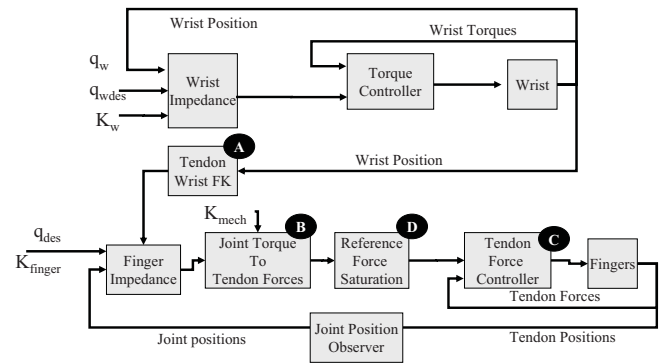 Wrist Position
Wrist Torques
q_w
q_wdes
K_w
Wrist
Impedance
Torque
Controller
Wrist
A
Tendon
Wrist FK
Wrist Position
K_mech
B
D
C
q_des
K_finger
Finger
Impedance
Joint Torque
To
Tendon Forces
Reference
Force
Saturation
Tendon
Force
Controller
Fingers
Tendon Forces
Joint positions
Joint Position
Observer
Tendon Positions